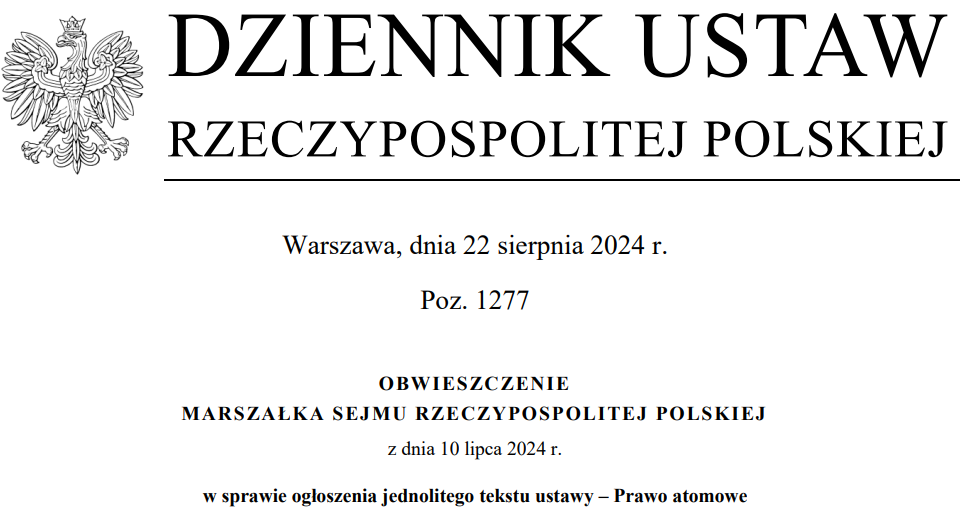 DZIENNIK USTAW
RZECZYPOSPOLITEJ POLSKIEJ
Warszawa, dnia 22 sierpnia 2024 r.
Poz. 1277
OBWIESZCZENIE
MARSZAŁKA SEJMU RZECZYPOSPOLITEJ POLSKIEJ
z dnia 10 lipca 2024 r.
w sprawie ogłoszenia jednolitego tekstu ustawy – Prawo atomowe